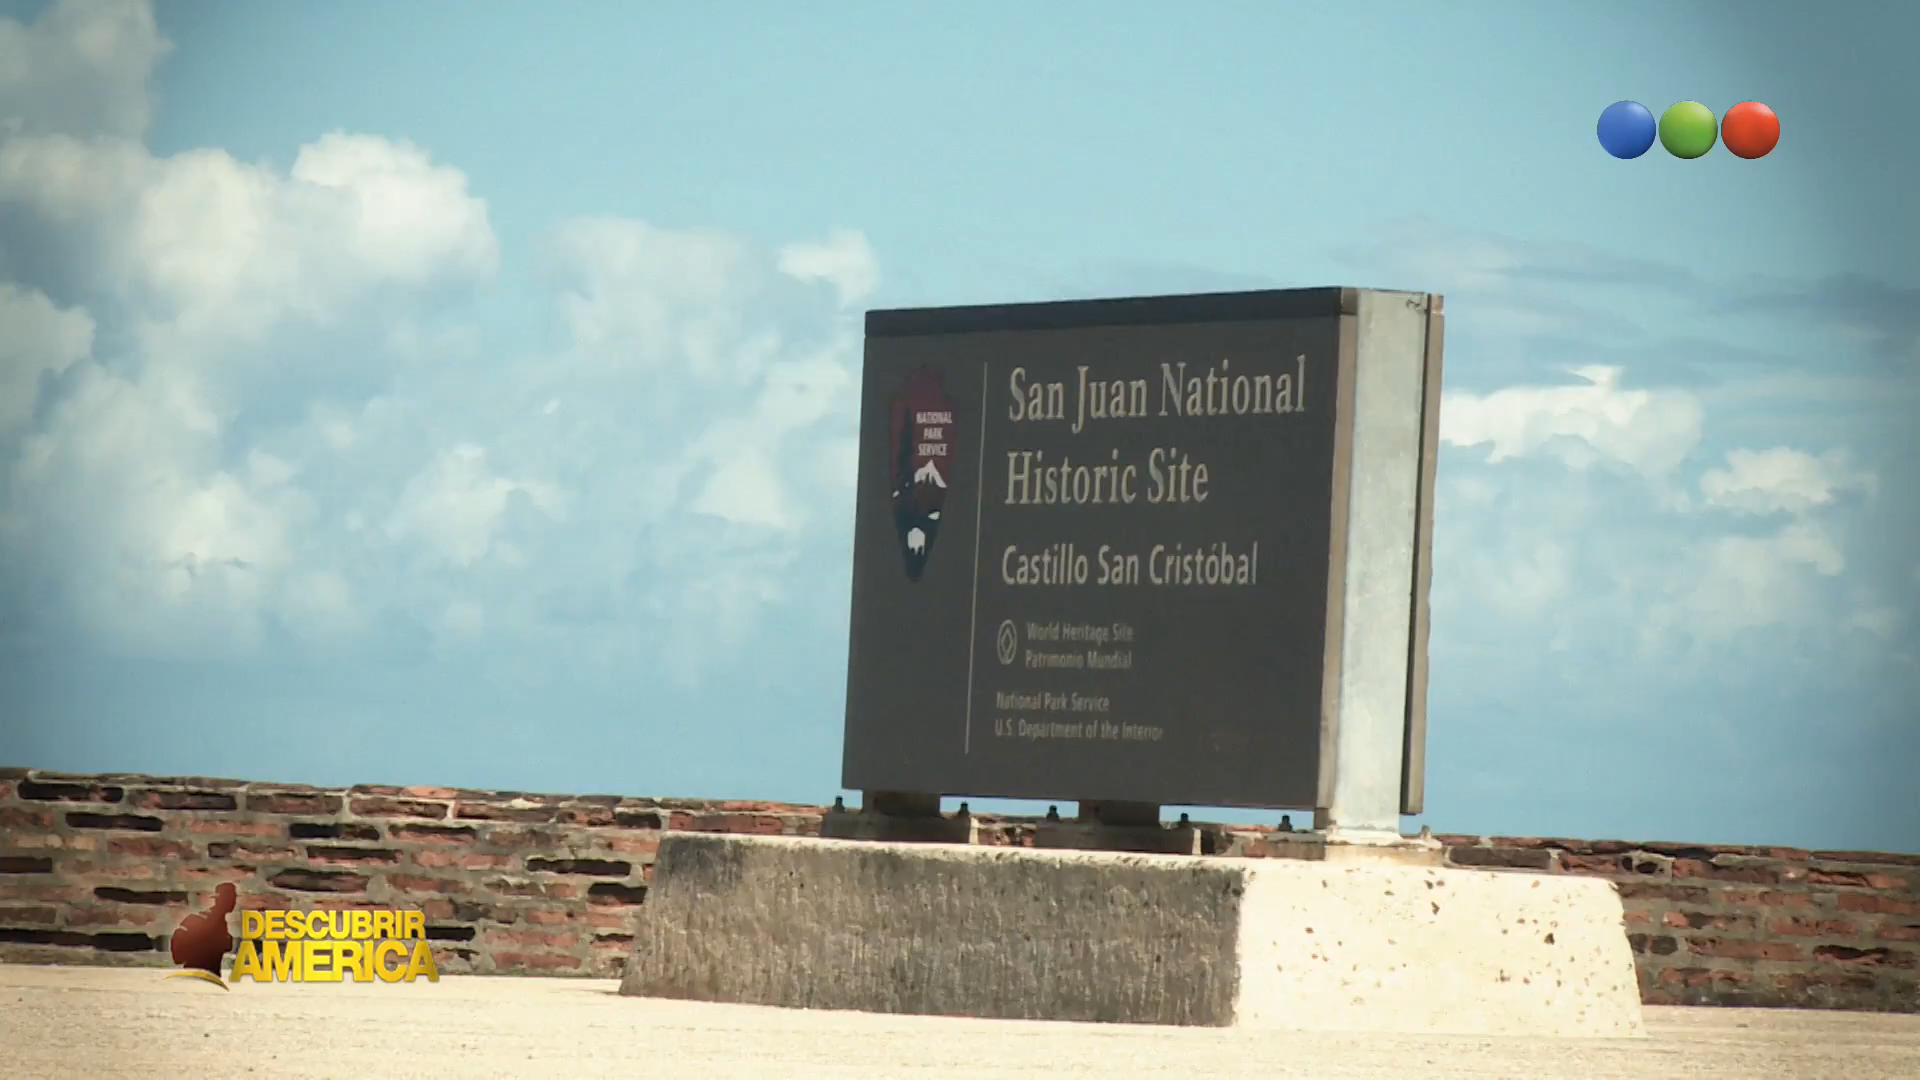 NATIONAL
PARK
SERVICE
San Juan National
Historic Site
Castillo San Cristóbal
World Heritage Site
Patrimonio Mundial
National Park Service
U.S. Department of the Interior
DESCUBRIR
AMERICA